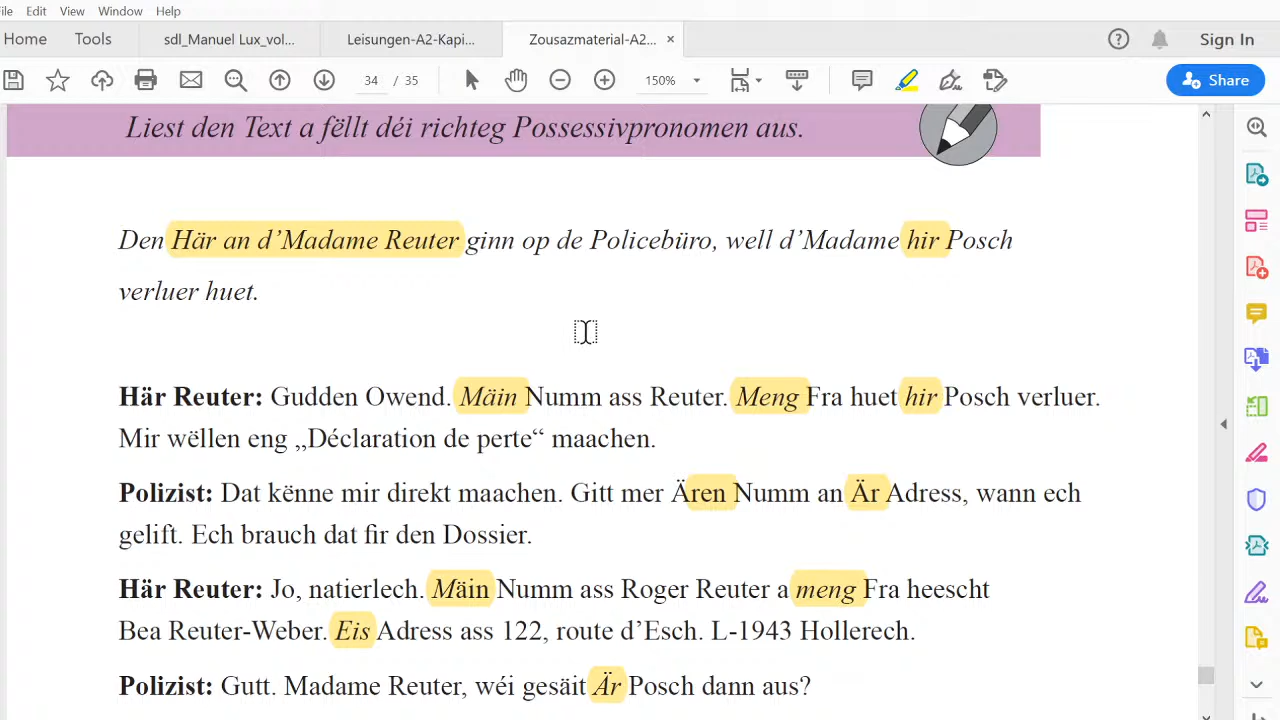 File Edit View Window Help
Home Tools sdl_Manuel Lux_vol... Leisungen-A2-Kapi... Zousazmaterial-A2... × Sign In
34 / 35 150% Share
Liest den Text a fëllt déi richteg Possessivpronomen aus.
Den Här an d’Madame Reuter ginn op de Policebüro, well d’Madame hir Posch
verluer huet.
Här Reuter: Gudden Owend. Mäin Numm ass Reuter. Meng Fra huet hir Posch verluer.
Mir wëllen eng „Déclaration de perte“ maachen.
Polizist: Dat kënne mir direkt maachen. Gitt mer Ären Numm an Är Adress, wann ech
gelift. Ech brauch dat fir den Dossier.
Här Reuter: Jo, natierlech. Mäin Numm ass Roger Reuter a meng Fra heescht
Bea Reuter-Weber. Eis Adress ass 122, route d’Esch. L-1943 Hollerech.
Polizist: Gutt. Madame Reuter, wéi gesäit Är Posch dann aus?